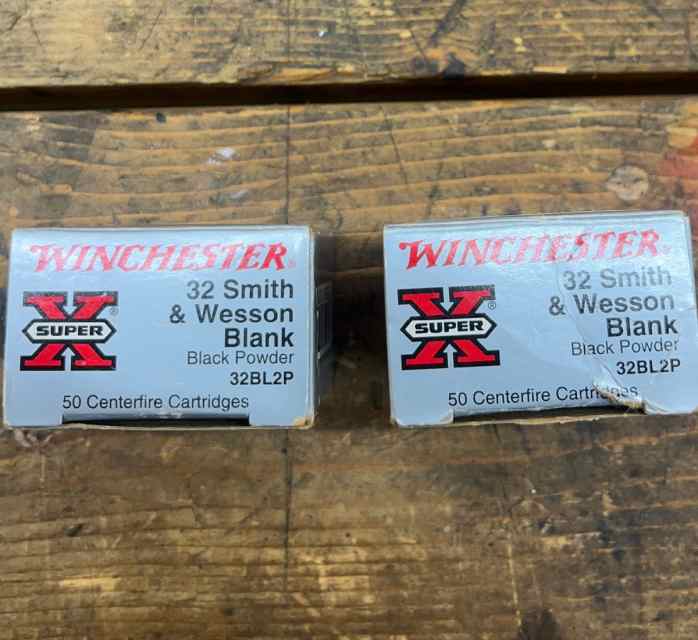 WINCHESTER®
X SUPER ®
32 Smith
& Wesson
Blank
Black Powder
32BL2P
50 Centerfire Cartridges
WINCHESTER®
X SUPER ®
32 Smith
& Wesson
Blank
Black Powder
32BL2P
50 Centerfire Cartridges